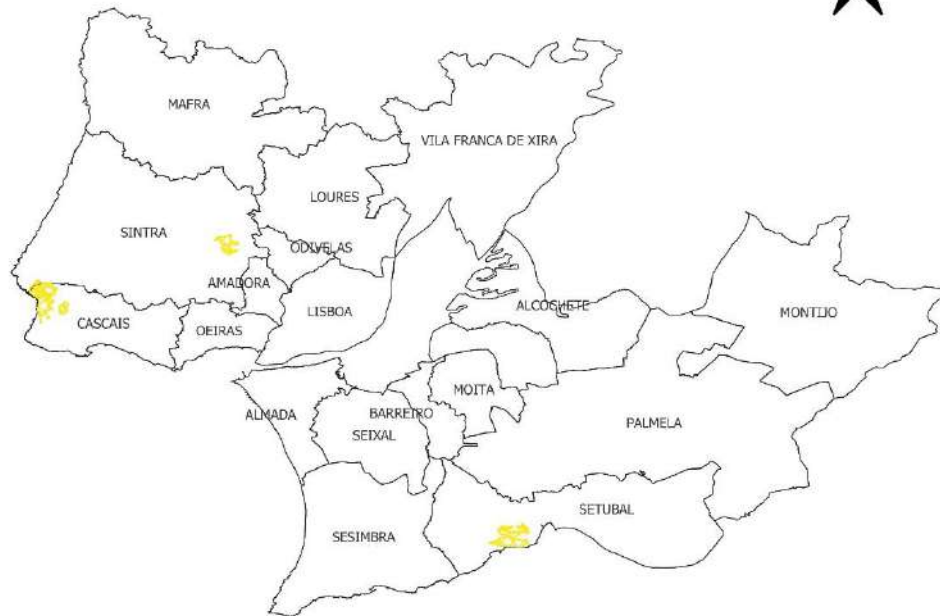 MAFRA
VILA FRANCA DE XIRA
LOURES
SINTRA
ODIVELAS
AMADORA
LISBOA
CASCAIS
OEIRAS
ALCOCHETE
MONTIJO
MOITA
ALMADA
BARREIRO
SEIXAL
PALMELA
SETUBAL
SESIMBRA